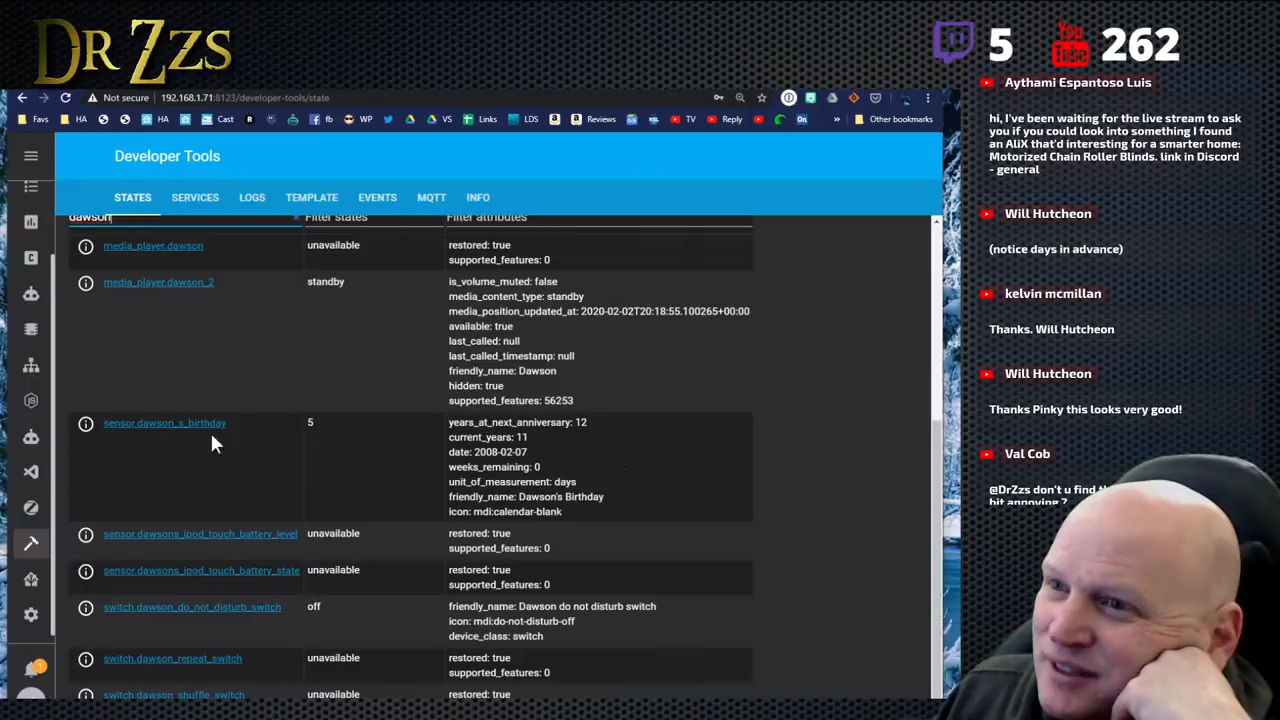 DR ZZS
5
You Tube
262
Not secure 192.168.1.71:8123/developer-tools/state
Favs HA HA Cast fb WP VS Links LDS Reviews TV Reply Other bookmarks
Developer Tools
STATES SERVICES LOGS TEMPLATE EVENTS MQTT INFO
dawson Filter states Filter attributes
media_player.dawson unavailable restored: true
supported_features: 0
media_player.dawson_2 standby is_volume_muted: false
media_content_type: standby
media_position_updated_at: 2020-02-02T20:18:55.100265+00:00
available: true
last_called: null
last_called_timestamp: null
friendly_name: Dawson
hidden: true
supported_features: 56253
sensor.dawson_s_birthday 5 years_at_next_anniversary: 12
current_years: 11
date: 2008-02-07
weeks_remaining: 0
unit_of_measurement: days
friendly_name: Dawson's Birthday
icon: mdi:calendar-blank
sensor.dawsons_ipod_touch_battery_level unavailable restored: true
supported_features: 0
sensor.dawsons_ipod_touch_battery_state unavailable restored: true
supported_features: 0
switch.dawson_do_not_disturb_switch off friendly_name: Dawson do not disturb switch
icon: mdi:do-not-disturb-off
device_class: switch
switch.dawson_repeat_switch unavailable restored: true
supported_features: 0
switch.dawson_shuffle_switch unavailable restored: true
Aythami Espantoso Luis
hi, I've been waiting for the live stream to ask
you if you could look into something I found
an AliX that'd interesting for a smarter home:
Motorized Chain Roller Blinds. link in Discord
- general
Will Hutcheon
(notice days in advance)
kelvin mcmillan
Thanks. Will Hutcheon
Will Hutcheon
Thanks Pinky this looks very good!
Val Cob
@DrZzs don't u find
bit annoying ?